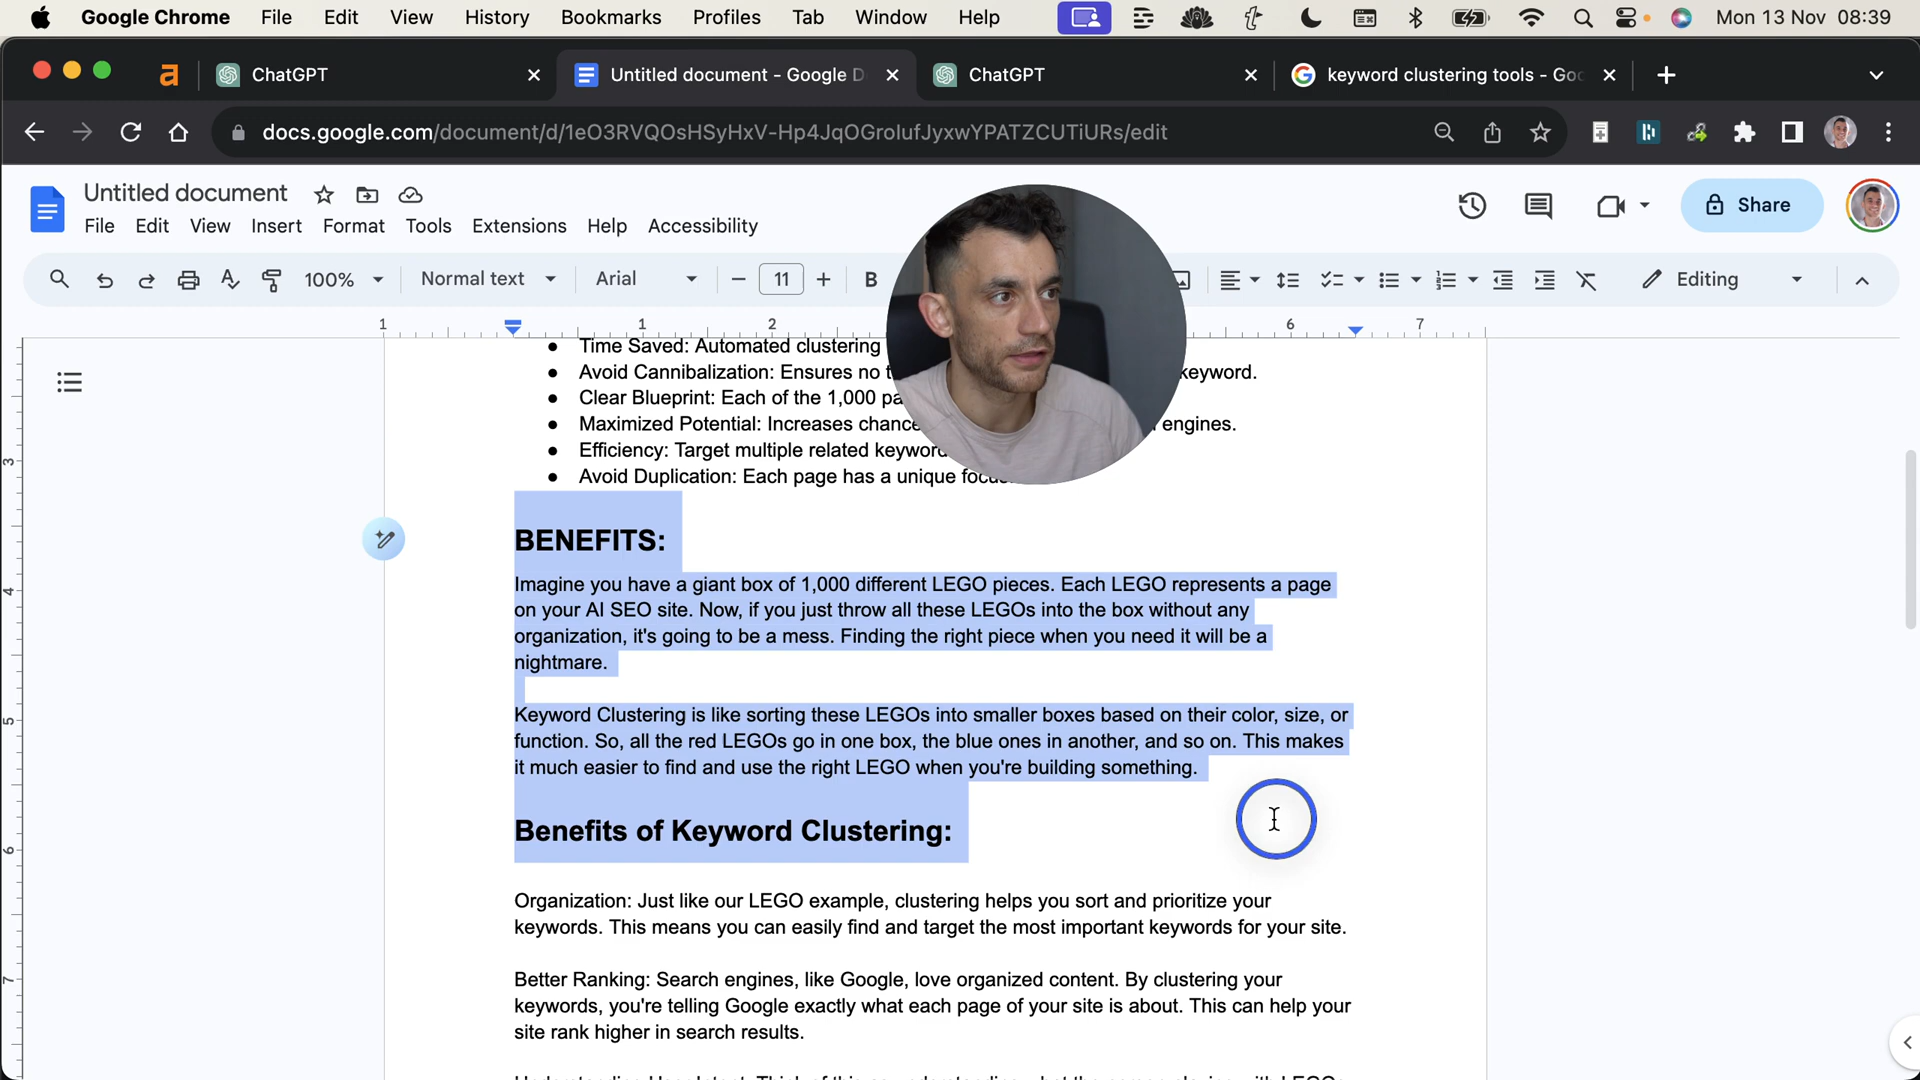 Google Chrome File Edit View History Bookmarks Profiles Tab Window Help Mon 13 Nov 08:39
a ChatGPT Untitled document - Google D ChatGPT keyword clustering tools - Goo
docs.google.com/document/d/1eO3RVQOsHSyHxV-Hp4JqOGroIufJyxwYPATZCUTiURs/edit
Untitled document
File Edit View Insert Format Tools Extensions Help Accessibility
Share
100% Normal text Arial 11 B Editing
1 1 2 6 7
Time Saved: Automated clustering
Avoid Cannibalization: Ensures no keyword.
Clear Blueprint: Each of the 1,000
Maximized Potential: Increases engines.
Efficiency: Target multiple related
Avoid Duplication: Each page has a unique
3
BENEFITS:
Imagine you have a giant box of 1,000 different LEGO pieces. Each LEGO represents a page
4
on your AI SEO site. Now, if you just throw all these LEGOs into the box without any
organization, it's going to be a mess. Finding the right piece when you need it will be a
nightmare.
Keyword Clustering is like sorting these LEGOs into smaller boxes based on their color, size, or
5
function. So, all the red LEGOs go in one box, the blue ones in another, and so on. This makes
it much easier to find and use the right LEGO when you're building something.
Benefits of Keyword Clustering:
6
Organization: Just like our LEGO example, clustering helps you sort and prioritize your
keywords. This means you can easily find and target the most important keywords for your site.
Better Ranking: Search engines, like Google, love organized content. By clustering your
7
keywords, you're telling Google exactly what each page of your site is about. This can help your
site rank higher in search results.